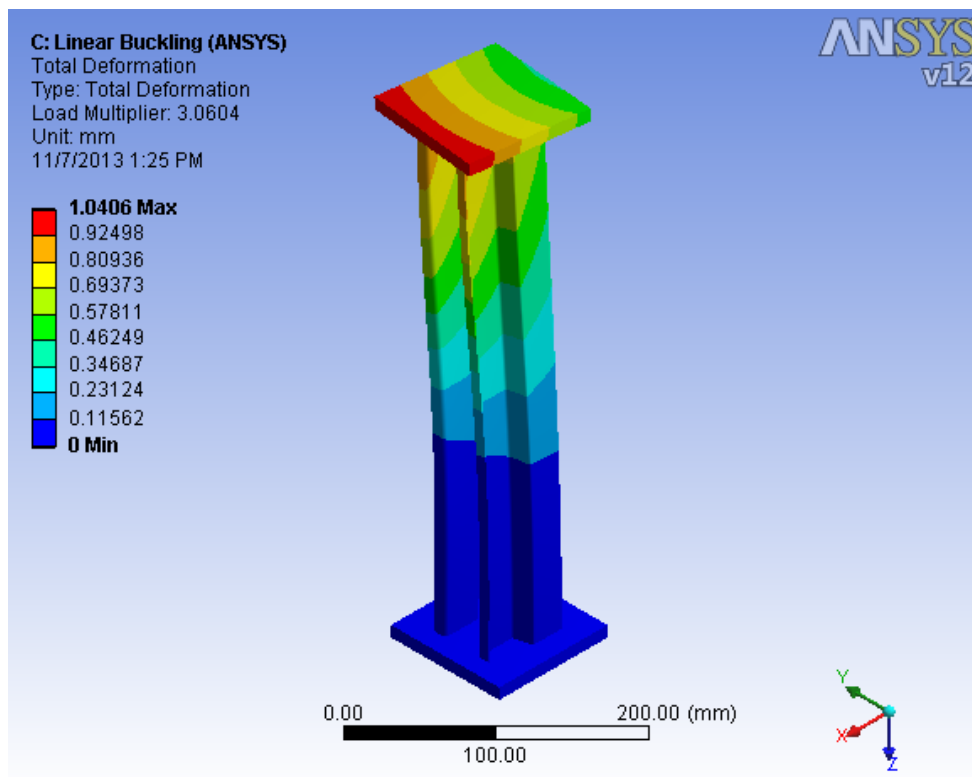 C: Linear Buckling (ANSYS)
Total Deformation
Type: Total Deformation
Load Multiplier: 3.0604
Unit: mm
11/7/2013 1:25 PM
ANSYS
v12
1.0406 Max
0.92498
0.80936
0.69373
0.57811
0.46249
0.34687
0.23124
0.11562
0 Min
0.00
200.00 (mm)
100.00
Y
X
Z